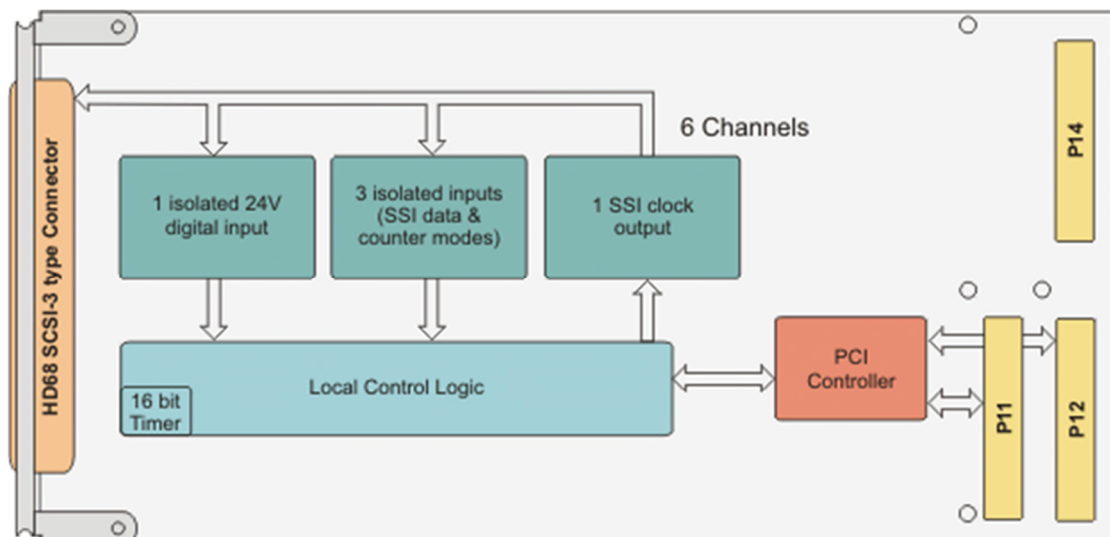 HD68 SCSI-3 type Connector
6 Channels
1 isolated 24V
digital input
3 isolated inputs
(SSI data &
counter modes)
1 SSI clock
output
P14
Local Control Logic
16 bit
Timer
PCI
Controller
P11
P12